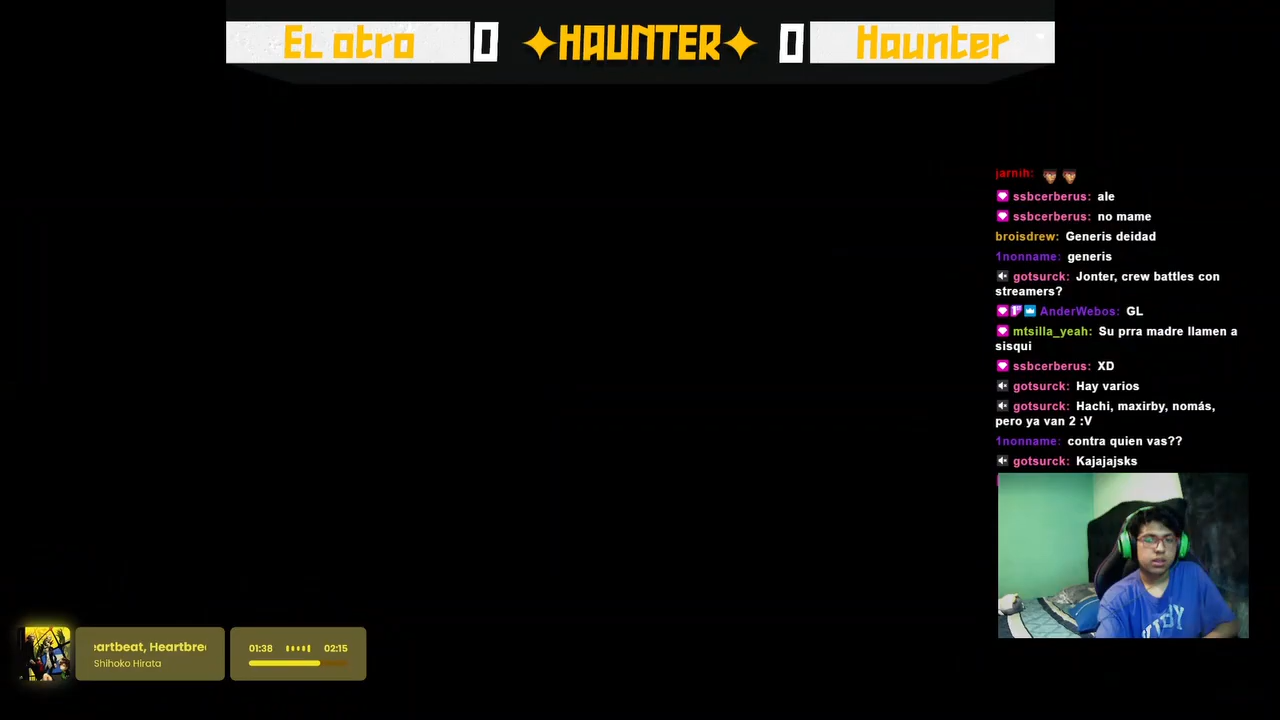 El otro 0 ✦HAUNTER✦ 0 Haunter
jarnih:
ssbcerberus: ale
ssbcerberus: no mame
broisdrew: Generis deidad
1nonname: generis
gotsurck: Jonter, crew battles con
streamers?
AnderWebos: GL
mtsilla_yeah: Su prra madre llamen a
sisqui
ssbcerberus: XD
gotsurck: Hay varios
gotsurck: Hachi, maxirby, nomás,
pero ya van 2 :V
1nonname: contra quien vas??
gotsurck: Kajajajsks
eartbeat, Heartbrea
Shihoko Hirata
01:38 02:15